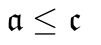 𝔞 ≤ 𝔠